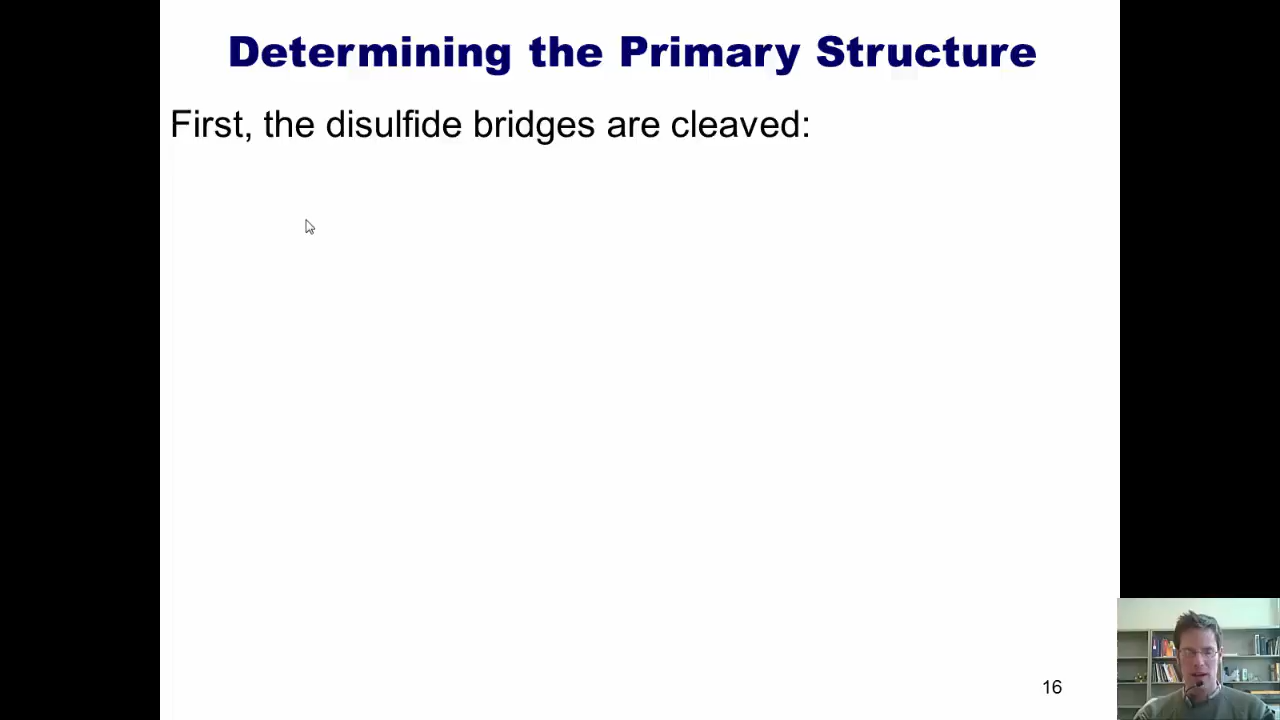 Determining the Primary Structure
First, the disulfide bridges are cleaved:
16